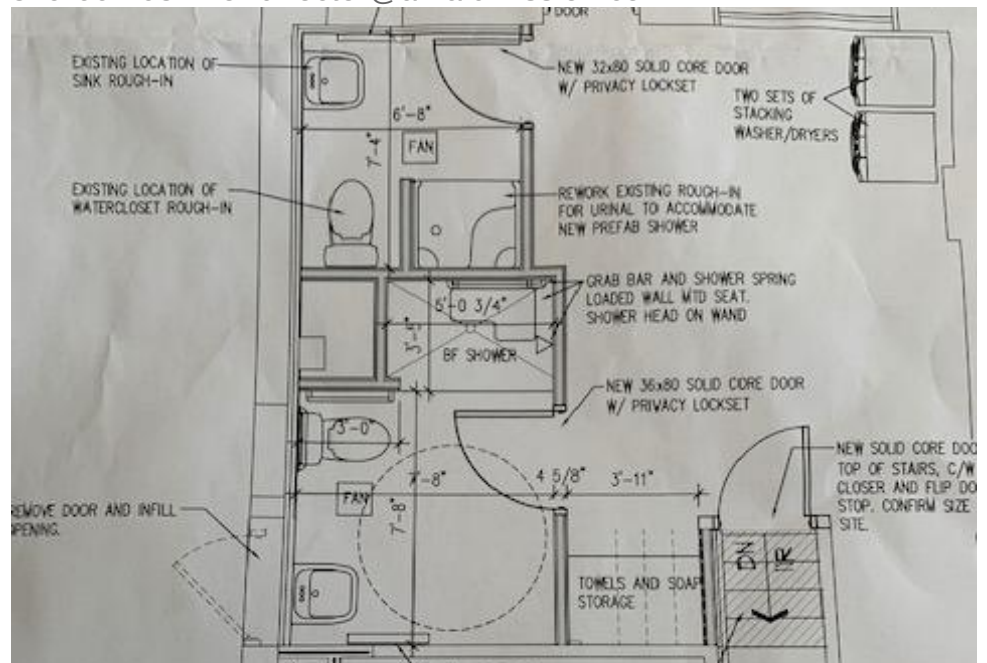 DOOR
EXISTING LOCATION OF
SINK ROUGH-IN
NEW 32x80 SOLID CORE DOOR
W/ PRIVACY LOCKSET
TWO SETS OF
STACKING
WASHER/DRYERS
6'-8"
7'-4"
FAN
EXISTING LOCATION OF
WATERCLOSET ROUGH-IN
REWORK EXISTING ROUGH-IN
FOR URINAL TO ACCOMMODATE
NEW PREFAB SHOWER
GRAB BAR AND SHOWER SPRING
LOADED WALL MTD SEAT.
SHOWER HEAD ON WAND
5'-0 3/4"
3'-5"
BF SHOWER
NEW 36x80 SOLID CORE DOOR
W/ PRIVACY LOCKSET
3'-0"
-8"
4 5/8"
3'-11"
NEW SOLID CORE DOO
TOP OF STAIRS, C/W
CLOSER AND FLIP DO
STOP. CONFIRM SIZE
SITE.
FAN
7'-8"
REMOVE DOOR AND INFILL
OPENING.
TOWELS AND SOAP
STORAGE
DN